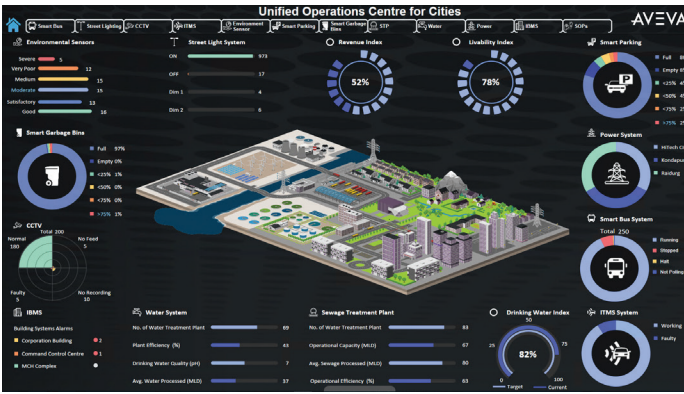 Unified Operations Centre for Cities
AVEVA
Smart Bus
Street Lighting
CCTV
ITMS
Environment Sensor
Smart Parking
Smart Garbage Bins
STP
Water
Power
IBMS
SOPs
Environmental Sensors
Severe 5
Very Poor 12
Medium 15
Moderate 15
Satisfactory 13
Good 16
Street Light System
ON 973
OFF 17
Dim 1 4
Dim 2 6
Revenue Index
52%
Livability Index
78%
Smart Parking
Full
Empty
<25%
<50%
<75%
>75%
Smart Garbage Bins
Full 97%
Empty 0%
<25% 1%
<50% 0%
<75% 0%
>75% 1%
Power System
Hitech
Kondapur
Raidurg
CCTV
Total 200
Normal 180
No Feed 5
Faulty 5
No Recording 10
Smart Bus System
Total 250
Running
Stopped
Halt
Not Polling
IBMS
Building Systems Alarms
Corporation Building 2
Command Control Centre 1
MCH Complex
Water System
No. of Water Treatment Plant 69
Plant Efficiency (%) 43
Drinking Water Quality (pH) 7
Avg. Water Processed (MLD) 37
Sewage Treatment Plant
No. of Water Treatment Plant 83
Operational Capacity (MLD) 67
Avg. Sewage Processed (MLD) 80
Operational Efficiency (%) 63
Drinking Water Index
50
25
75
82%
0
100
Target
Current
ITMS System
Working
Faulty